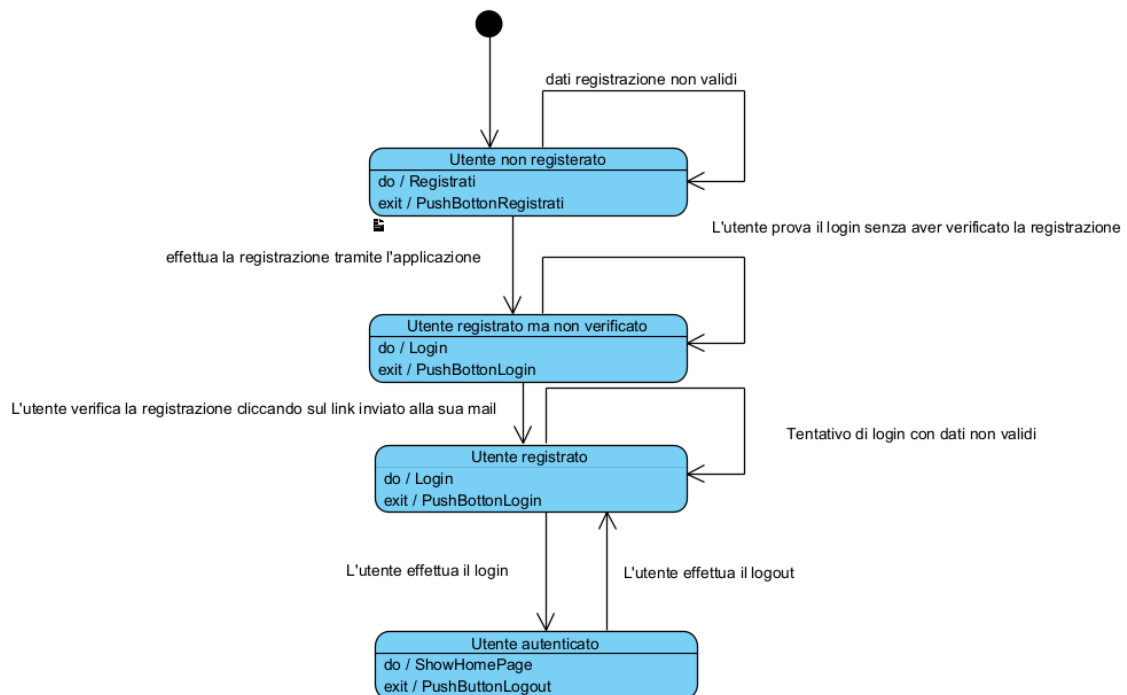 dati registrazione non validi
Utente non registerato
do / Registrati
exit / PushBottonRegistrati
L'utente prova il login senza aver verificato la registrazione
effettua la registrazione tramite l'applicazione
Utente registrato ma non verificato
do / Login
exit / PushBottonLogin
L'utente verifica la registrazione cliccando sul link inviato alla sua mail
Tentativo di login con dati non validi
Utente registrato
do / Login
exit / PushBottonLogin
L'utente effettua il login
L'utente effettua il logout
Utente autenticato
do / ShowHomePage
exit / PushButtonLogout